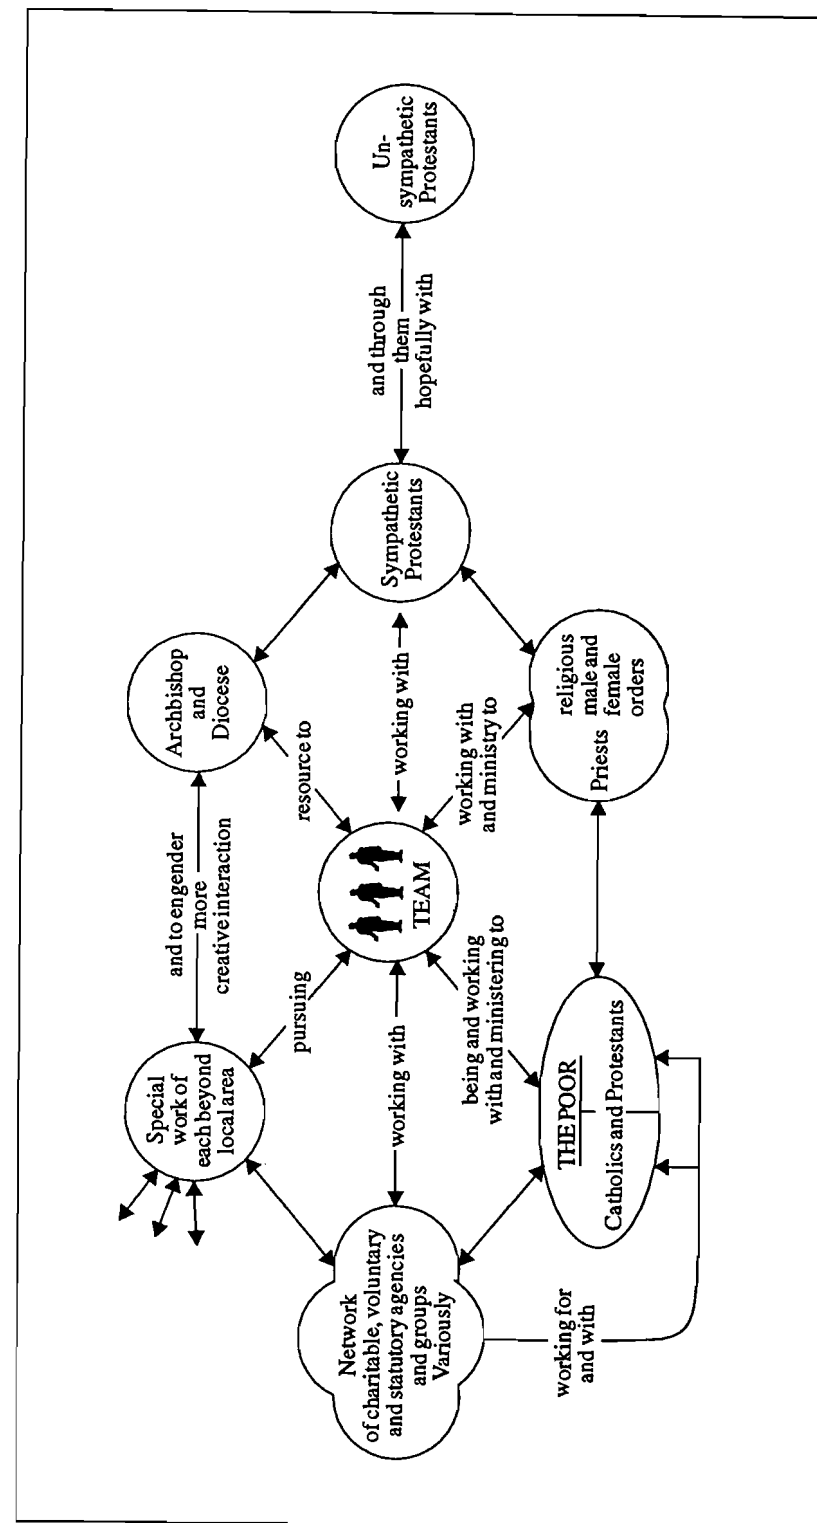 Special
work of
each beyond
local area
and to engender
more
creative interaction
Archbishop
and
Diocese
pursuing
resource to
Network
of charitable, voluntary
and statutory agencies
and groups
Variously
working with
TEAM
working with
Sympathetic
Protestants
and through
them
hopefully with
Un-
sympathetic
Protestants
being and working
with and ministering to
working with
and ministry to
THE POOR
Catholics and Protestants
Priests
religious
male and
female
orders
working for
and with